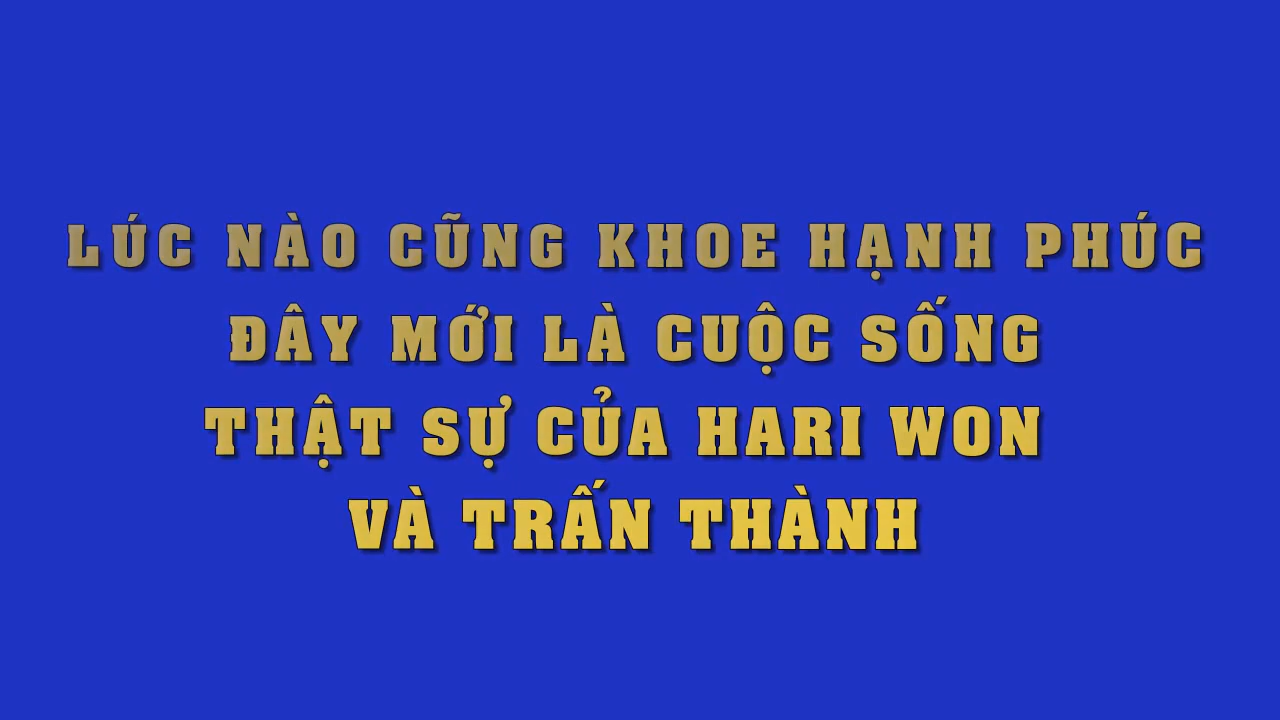 LÚC NÀO CŨNG KHOE HẠNH PHÚC
ĐÂY MỚI LÀ CUỘC SỐNG
THẬT SỰ CỦA HARI WON
VÀ TRẤN THÀNH